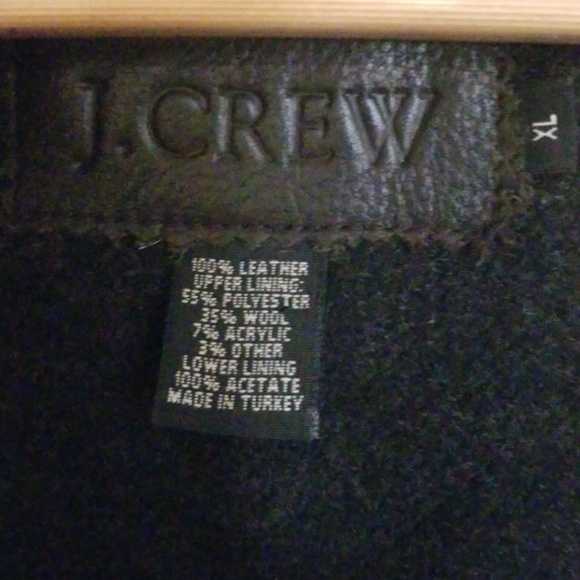 J.CREW
XL
100% LEATHER
UPPER LINING:
55% POLYESTER
35% WOOL
7% ACRYLIC
3% OTHER
LOWER LINING
100% ACETATE
MADE IN TURKEY